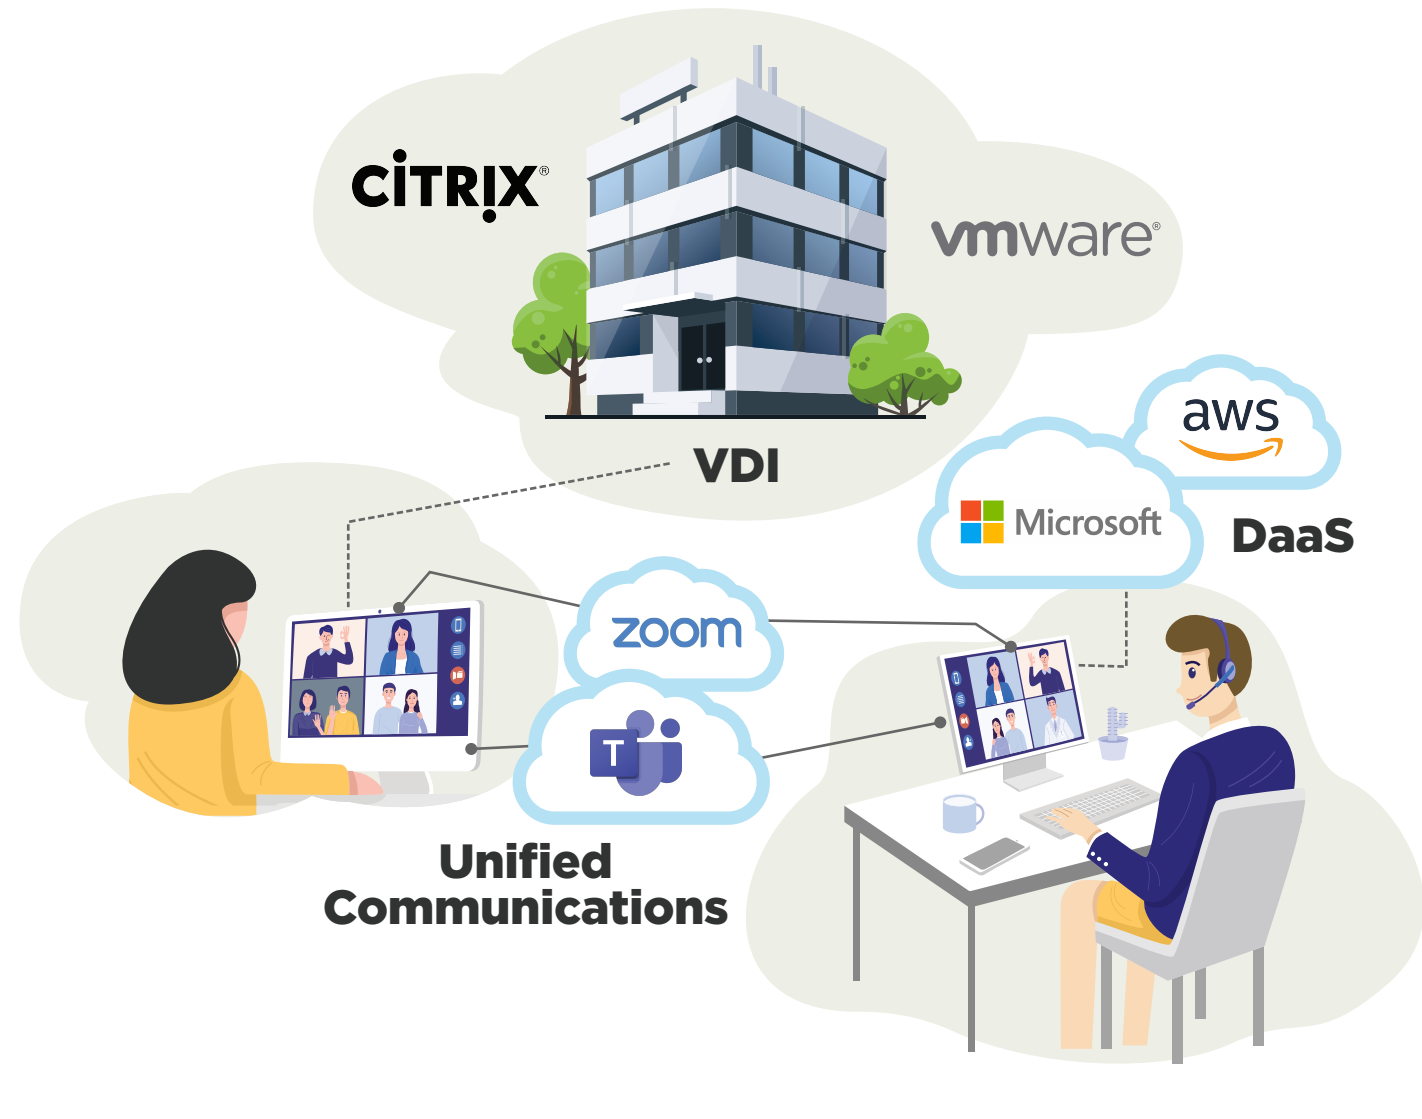 CITRIX®
vmware®
VDI
aws
Microsoft
DaaS
zoom
T
Unified
Communications